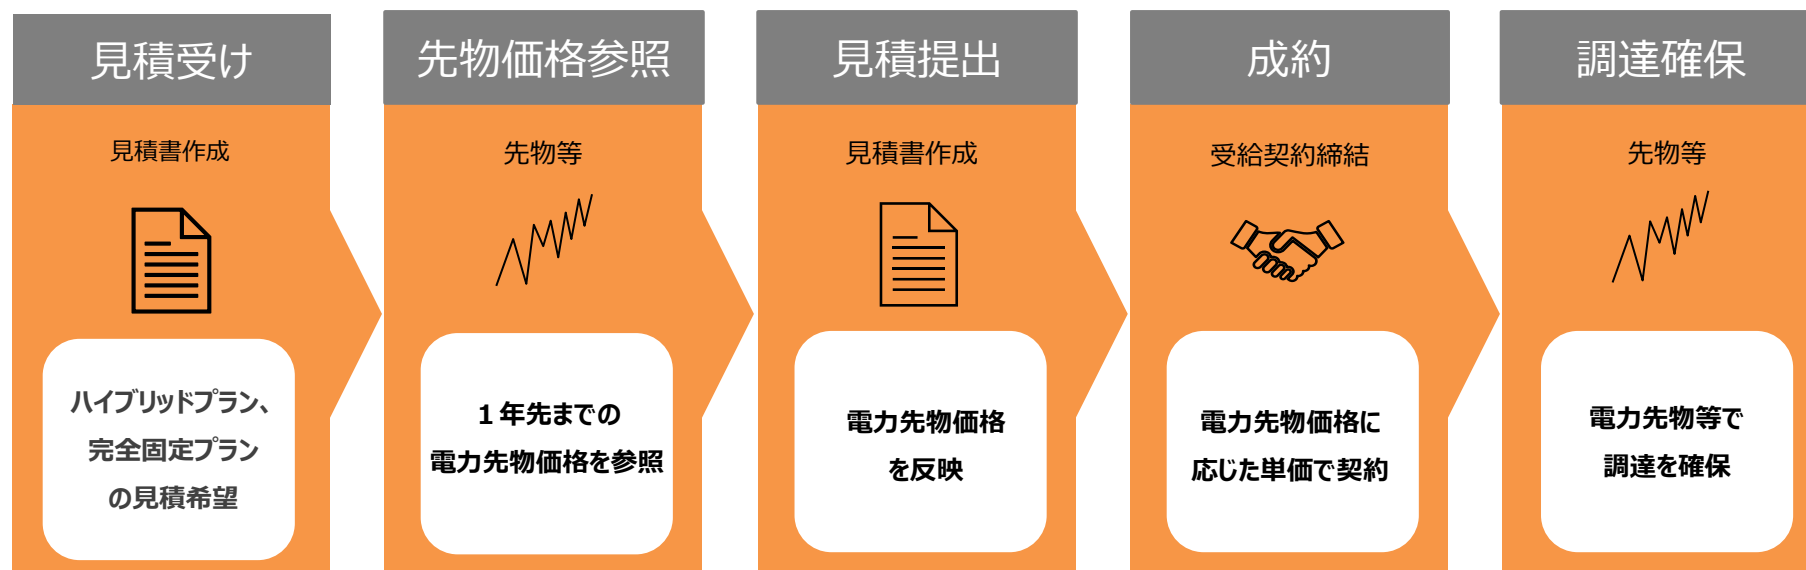 見積受け
見積書作成
ハイブリッドプラン、
完全固定プラン
の見積希望
先物価格参照
先物等
１年先までの
電力先物価格を参照
見積提出
見積書作成
電力先物価格
を反映
成約
受給契約締結
電力先物価格に
応じた単価で契約
調達確保
先物等
電力先物等で
調達を確保